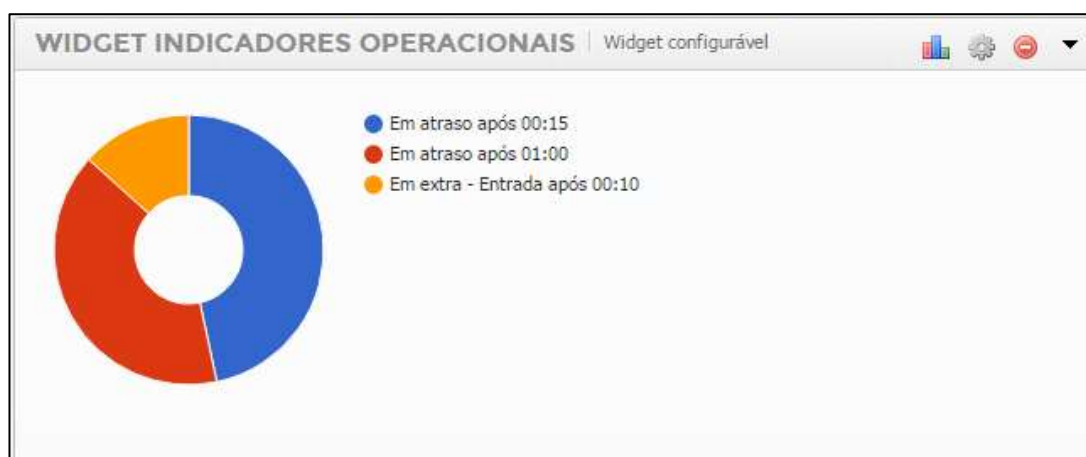 WIDGET INDICADORES OPERACIONAIS | Widget configurável
Em atraso após 00:15
Em atraso após 01:00
Em extra - Entrada após 00:10